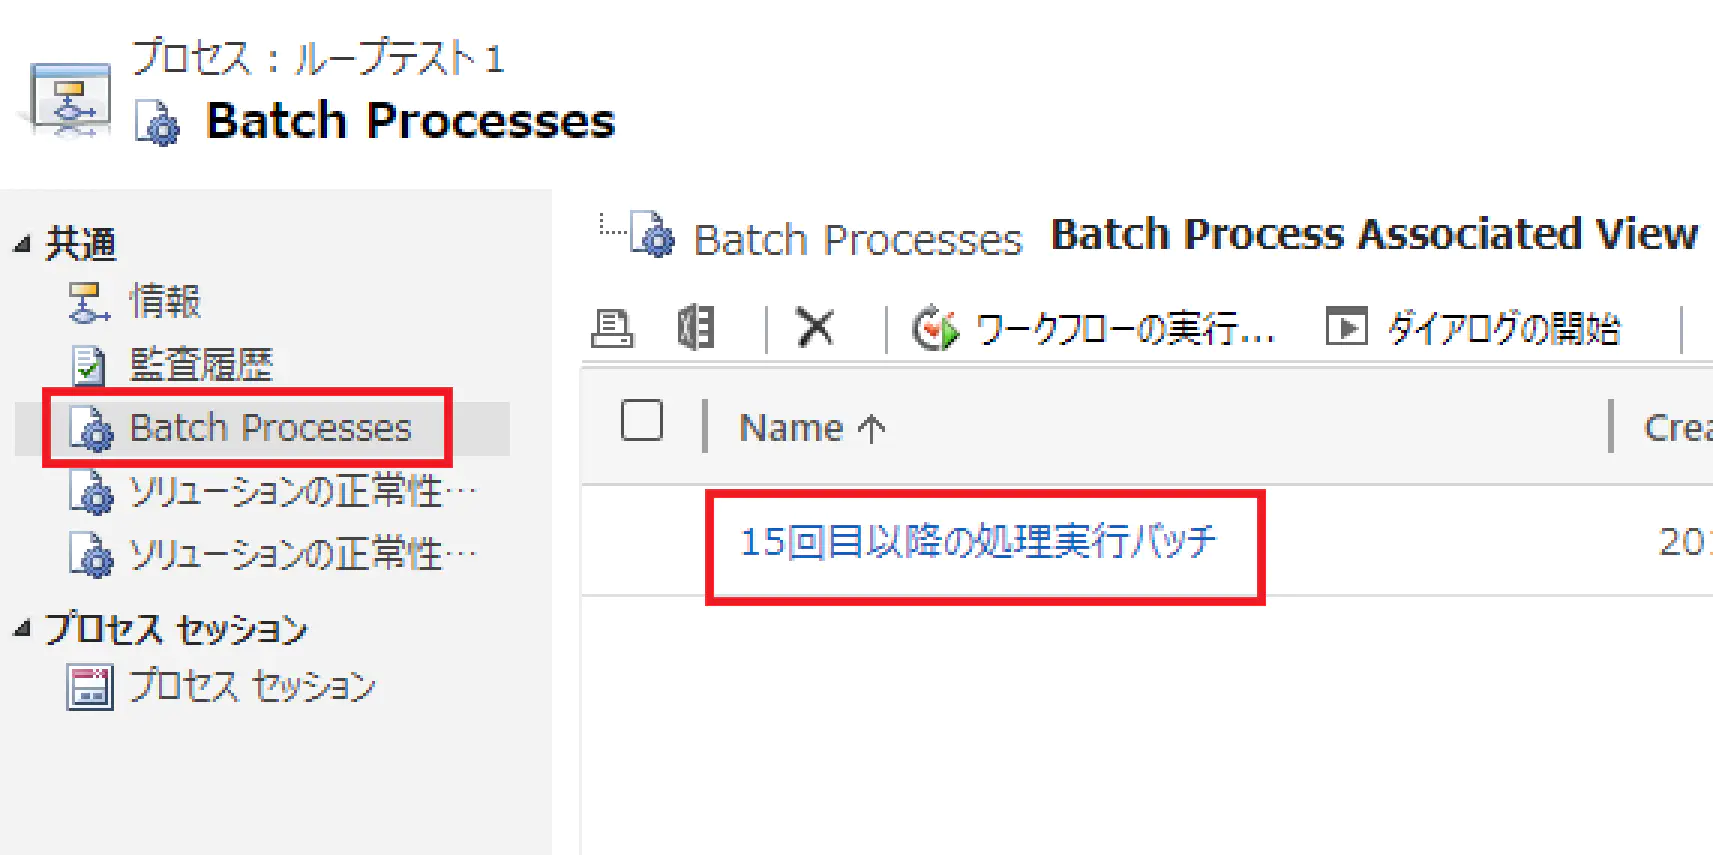 プロセス : ループテスト1
Batch Processes
共通
情報
監査履歴
Batch Processes
ソリューションの正常性…
ソリューションの正常性…
プロセス セッション
プロセス セッション
Batch Processes Batch Process Associated View
ワークフローの実行... ダイアログの開始
Name ↑ Crea
15回目以降の処理実行バッチ 201